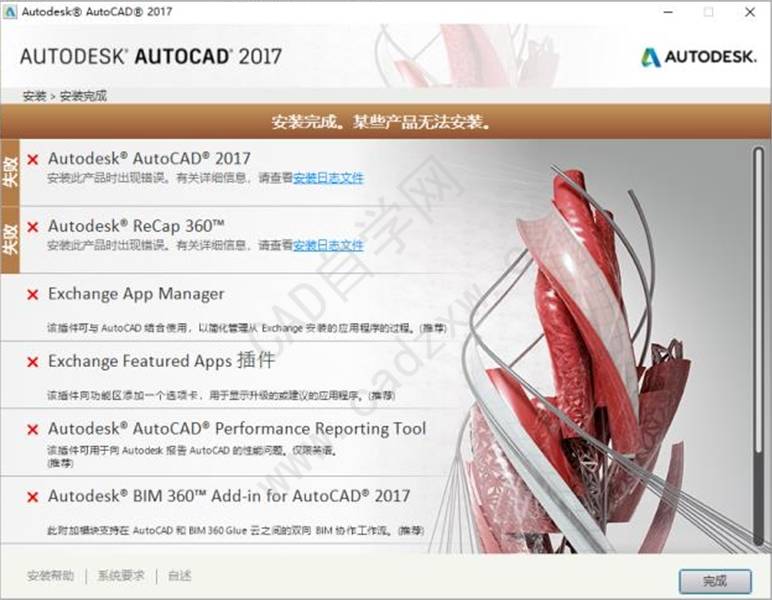 Autodesk® AutoCAD® 2017
AUTODESK® AUTOCAD® 2017
AUTODESK.
安装 > 安装完成
安装完成。某些产品无法安装。
失败
Autodesk® AutoCAD® 2017
安装此产品时出现错误。有关详细信息，请查看安装日志文件
失败
Autodesk® ReCap 360™
安装此产品时出现错误。有关详细信息，请查看安装日志文件
Exchange App Manager
该插件可与 AutoCAD 结合使用，以简化管理从 Exchange 安装的应用程序的过程。(推荐)
Exchange Featured Apps 插件
该插件向功能区添加一个选项卡，用于显示升级的或建议的应用程序。(推荐)
Autodesk® AutoCAD® Performance Reporting Tool
该插件可用于向 Autodesk 报告 AutoCAD 的性能问题。仅限英语。
(推荐)
Autodesk® BIM 360™ Add-in for AutoCAD® 2017
此附加模块支持在 AutoCAD 和 BIM 360 Glue 云之间的双向 BIM 协作工作流。(推荐)
安装帮助 | 系统要求 | 自述
完成
CAD自学网